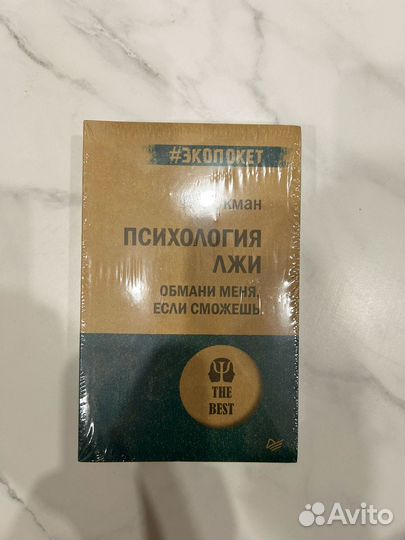 #ЭКОПОКЕТ
ПСИХОЛОГИЯ
ЛЖИ
ОБМАНИ МЕНЯ,
ЕСЛИ СМОЖЕШЬ
THE
BEST
Avito